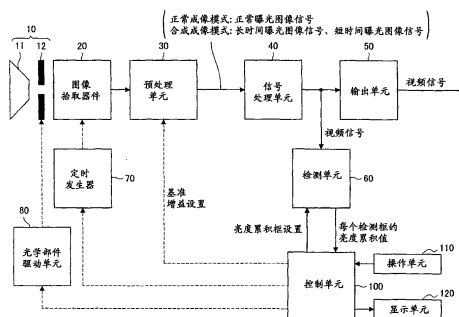 正常成像模式:正常曝光图像信号
合成成像模式:长时间曝光图像信号、短时间曝光图像信号
10
11
12
20
30
40
50
图像
拾取器件
预处理
单元
信号
处理单元
输出单元
视频信号
视频信号
定时
发生器
70
基准
增益设置
检测单元
60
80
光学部件
驱动单元
亮度累积框设置
每个检测框的
亮度累积值
110
操作单元
控制单元
100
120
显示单元